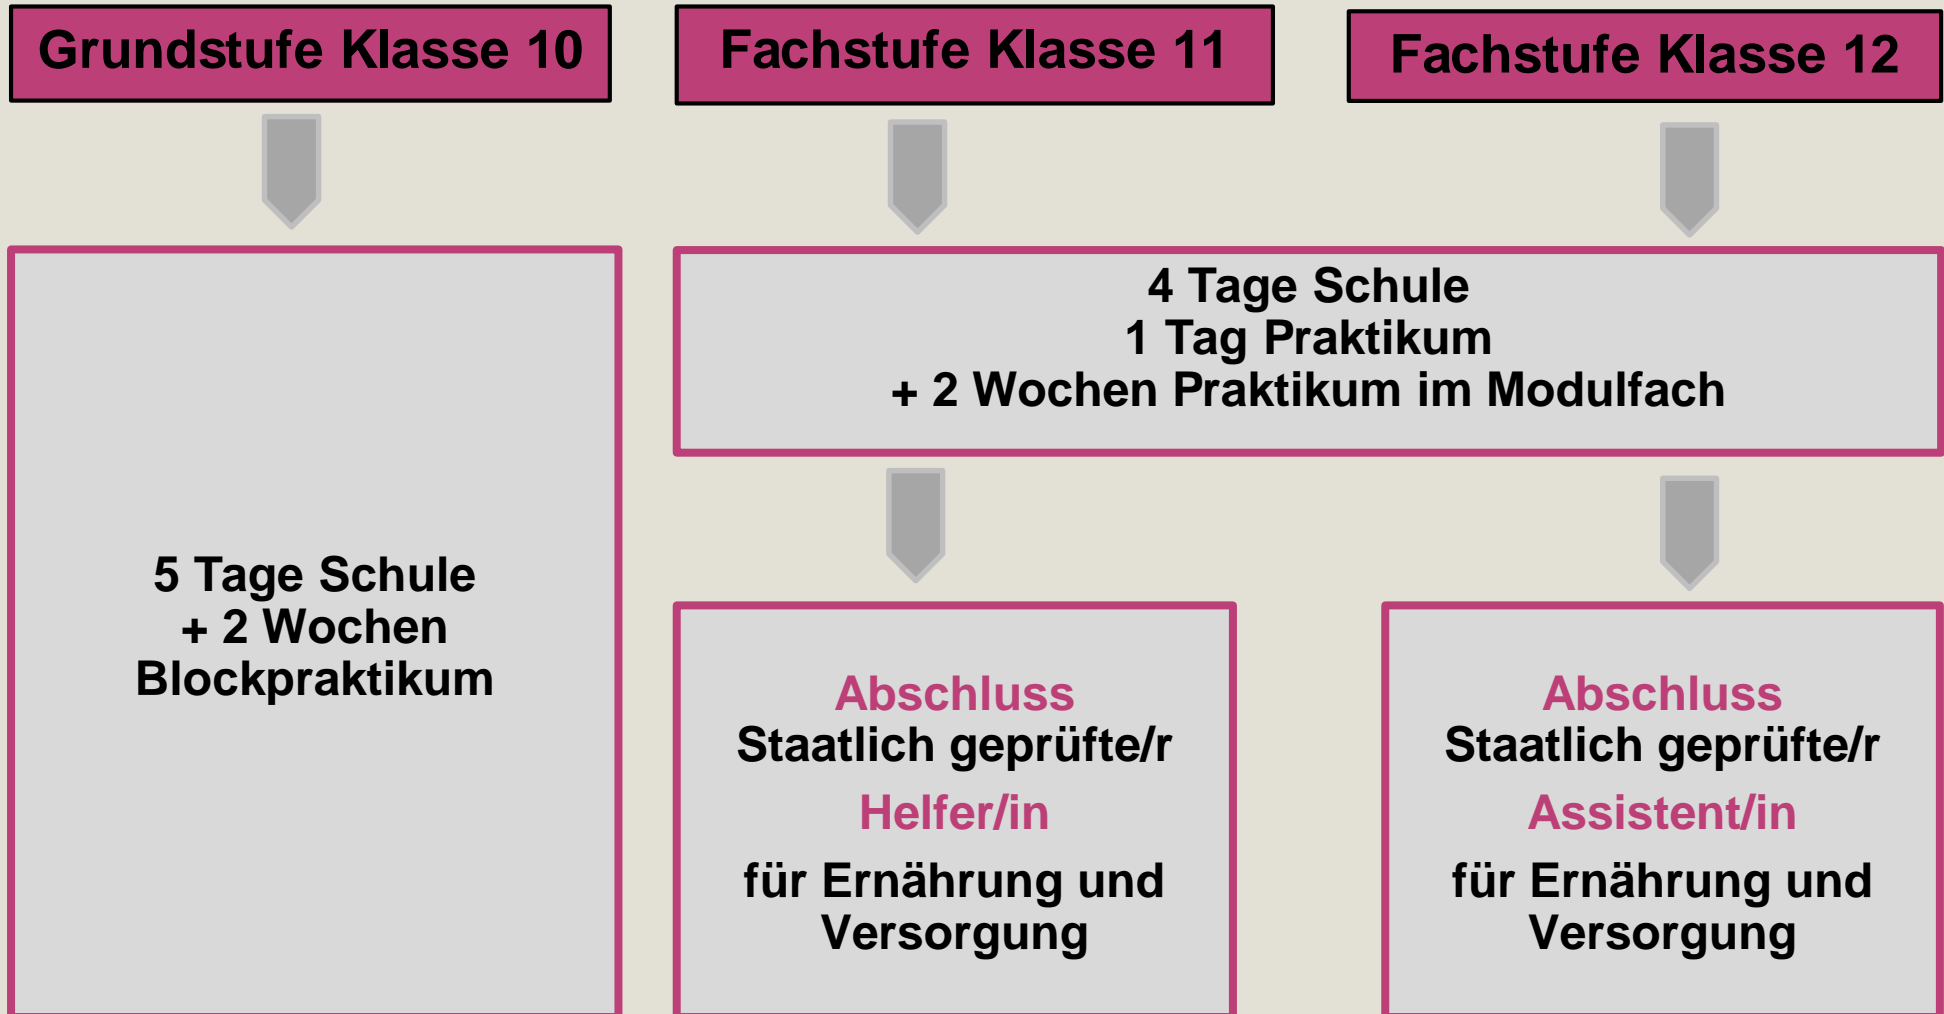 Grundstufe Klasse 10
Fachstufe Klasse 11
Fachstufe Klasse 12
5 Tage Schule
+ 2 Wochen
Blockpraktikum
4 Tage Schule
1 Tag Praktikum
+ 2 Wochen Praktikum im Modulfach
Abschluss
Staatlich geprüfte/r
Helfer/in
für Ernährung und
Versorgung
Abschluss
Staatlich geprüfte/r
Assistent/in
für Ernährung und
Versorgung